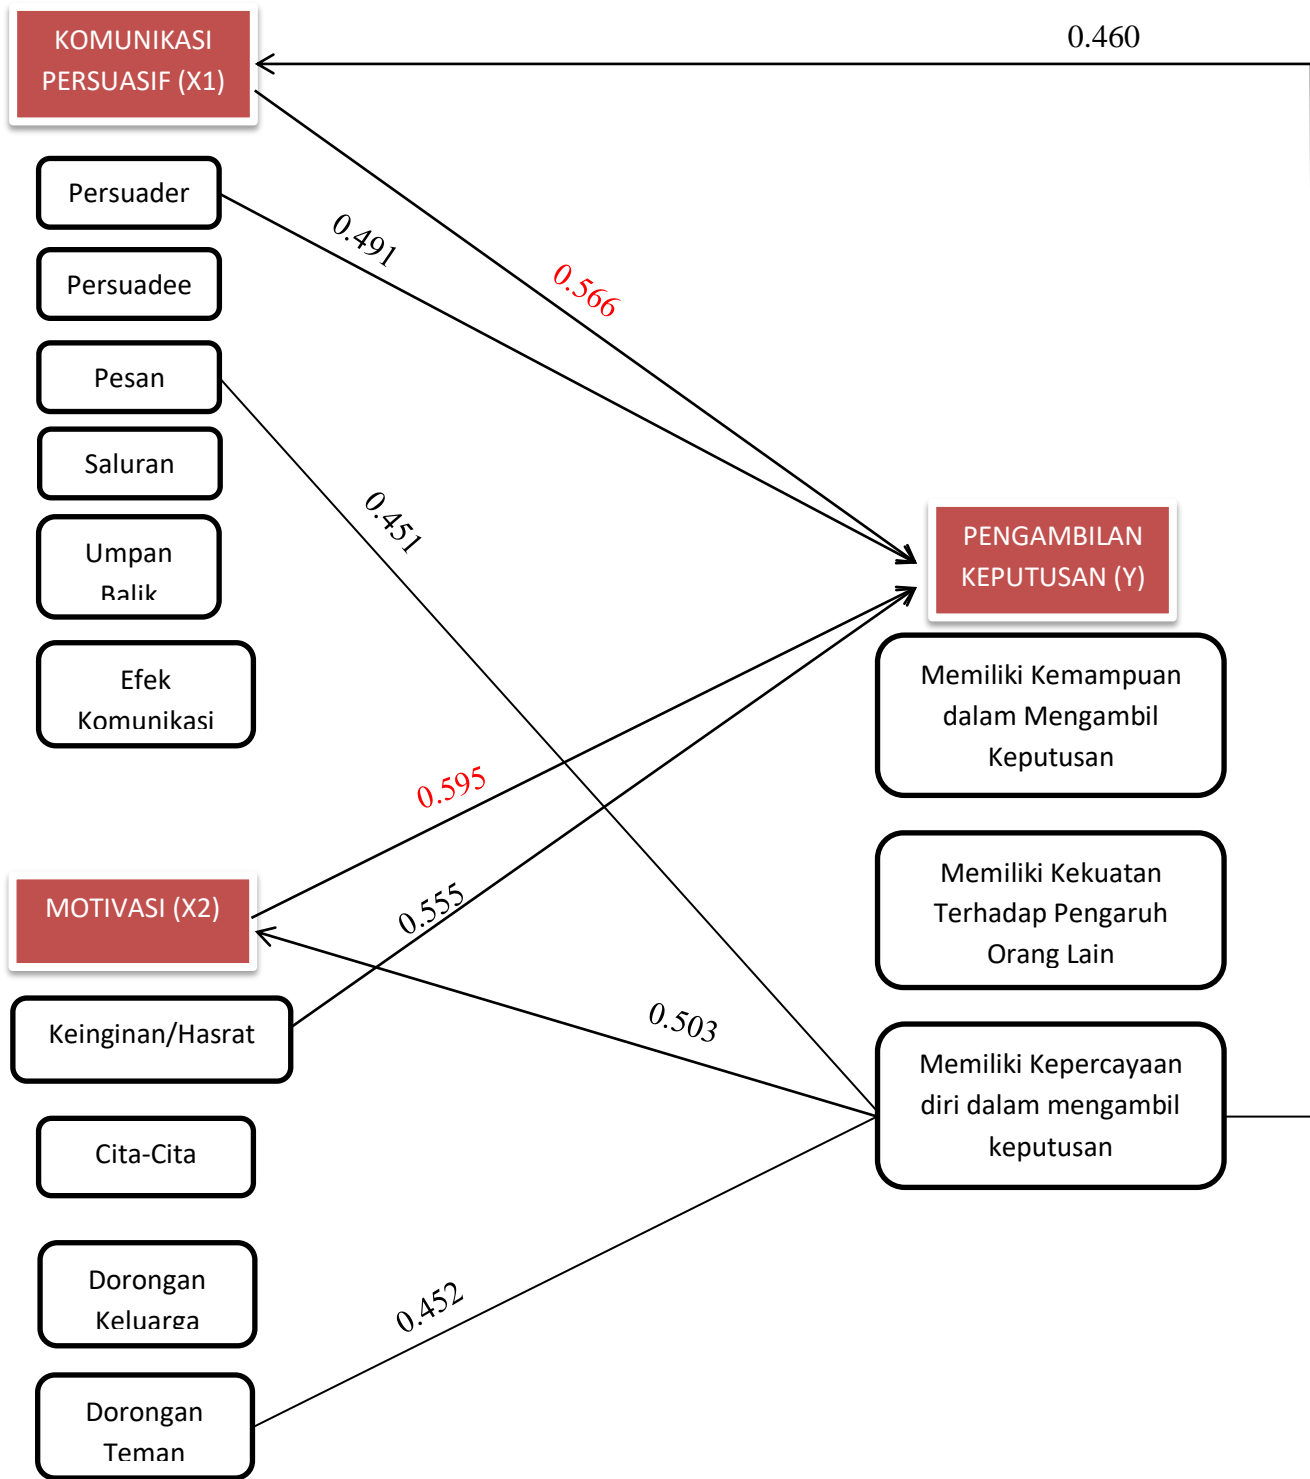 KOMUNIKASI
PERSUASIF (X1)
0.460
Persuader
0.491
0.566
Persuadee
Pesan
Saluran
0.451
Umpan
Balik
PENGAMBILAN
KEPUTUSAN (Y)
Efek
Komunikasi
Memiliki Kemampuan
dalam Mengambil
Keputusan
0.595
MOTIVASI (X2)
0.555
Memiliki Kekuatan
Terhadap Pengaruh
Orang Lain
Keinginan/Hasrat
0.503
Memiliki Kepercayaan
diri dalam mengambil
keputusan
Cita-Cita
Dorongan
Keluarga
0.452
Dorongan
Teman